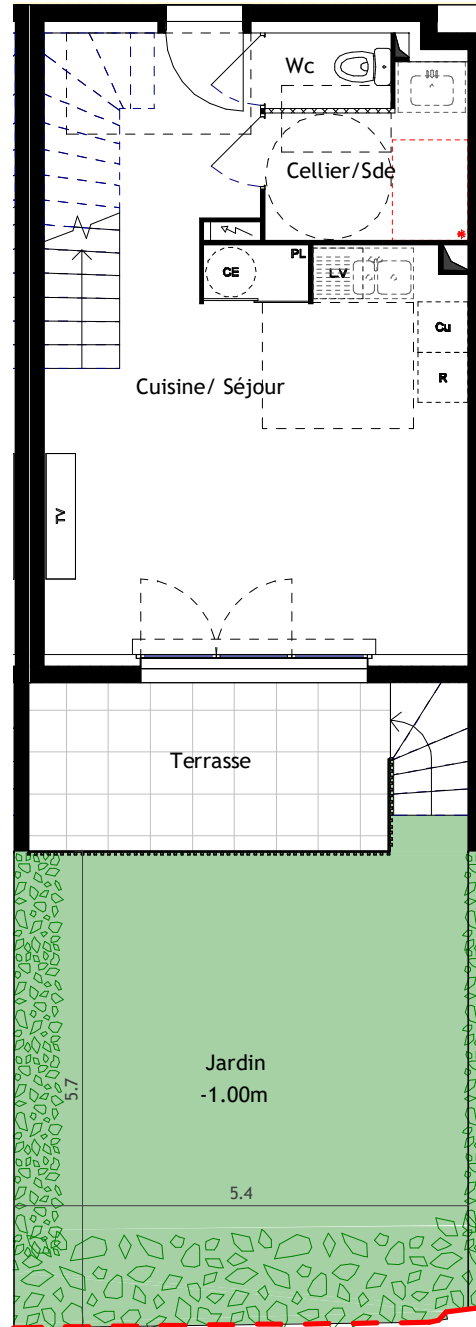 Wc
Cellier/Sde
*
PL
CE
LV
Cu
R
Cuisine/ Séjour
TV
Terrasse
Jardin
-1.00m
5.7
5.4